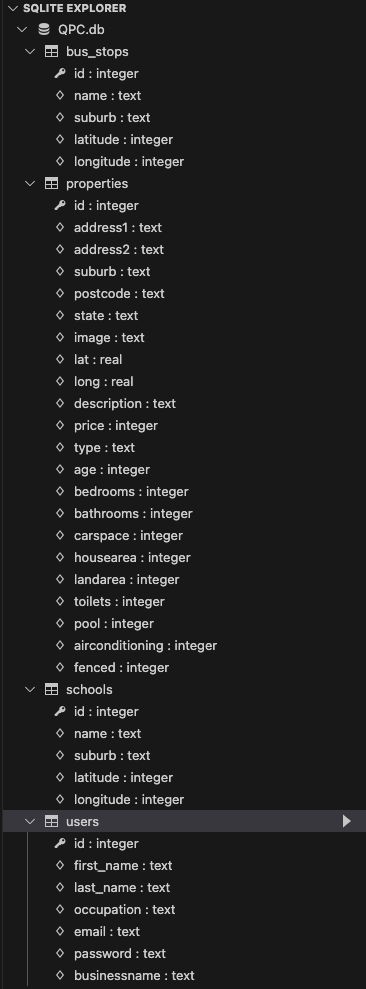 SQLITE EXPLORER
QPC.db
bus_stops
id : integer
name : text
suburb : text
latitude : integer
longitude : integer
properties
id : integer
address1 : text
address2 : text
suburb : text
postcode : text
state : text
image : text
lat : real
long : real
description : text
price : integer
type : text
age : integer
bedrooms : integer
bathrooms : integer
carspace : integer
housearea : integer
landarea : integer
toilets : integer
pool : integer
airconditioning : integer
fenced : integer
schools
id : integer
name : text
suburb : text
latitude : integer
longitude : integer
users
id : integer
first_name : text
last_name : text
occupation : text
email : text
password : text
businessname : text